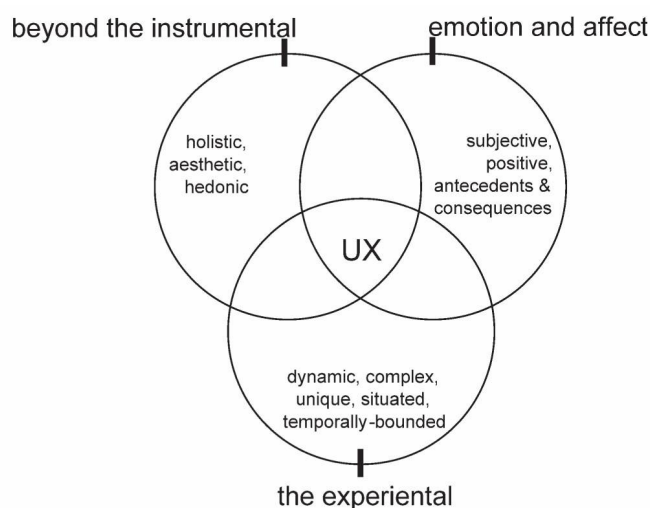 beyond the instrumental
emotion and affect
holistic,
aesthetic,
hedonic
subjective,
positive,
antecedents &
consequences
UX
dynamic, complex,
unique, situated,
temporally-bounded
the experiental